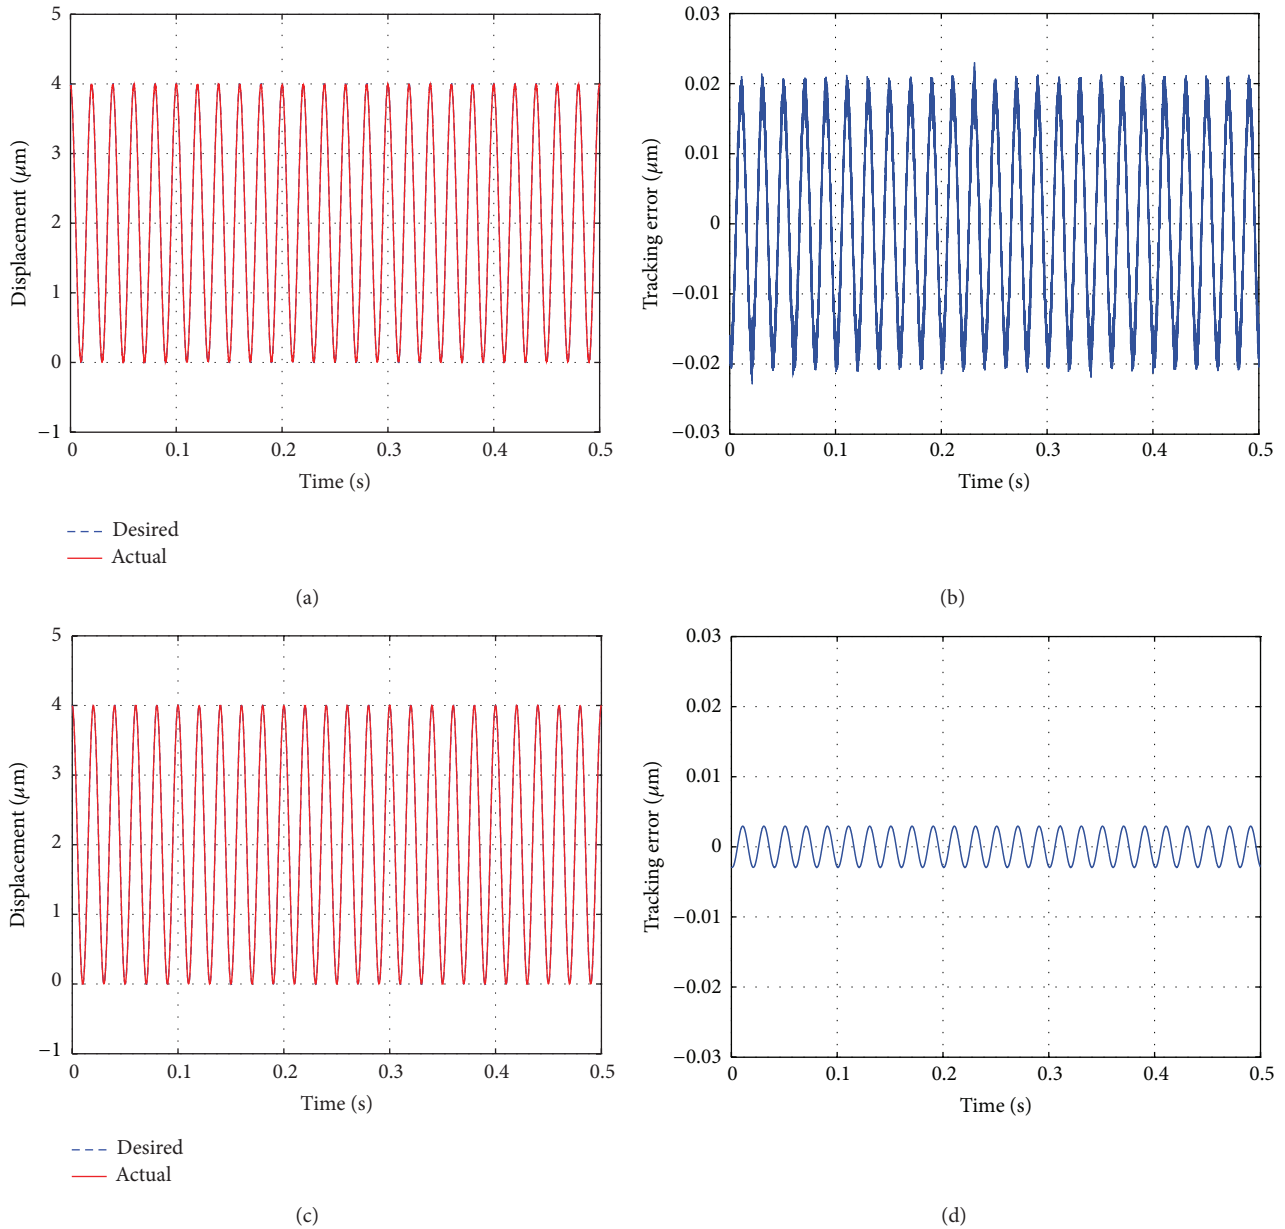 5
4
3
2
1
0
−1
Displacement (μm)
0 0.1 0.2 0.3 0.4 0.5
Time (s)
Desired
Actual
(a)
0.03
0.02
0.01
0
−0.01
−0.02
−0.03
Tracking error (μm)
0 0.1 0.2 0.3 0.4 0.5
Time (s)
(b)
5
4
3
2
1
0
−1
Displacement (μm)
0 0.1 0.2 0.3 0.4 0.5
Time (s)
Desired
Actual
(c)
0.03
0.02
0.01
0
−0.01
−0.02
−0.03
Tracking error (μm)
0 0.1 0.2 0.3 0.4 0.5
Time (s)
(d)